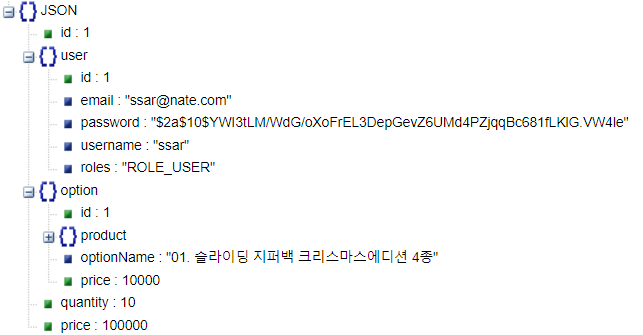 JSON
id : 1
user
id : 1
email : "ssar@nate.com"
password : "$2a$10$YWI3tLM/WdG/oXoFrEL3DepGevZ6UMd4PZjqqBc681fLKIG.VW4Ie"
username : "ssar"
roles : "ROLE_USER"
option
id : 1
product
optionName : "01. 슬라이딩 지퍼백 크리스마스에디션 4종"
price : 10000
quantity : 10
price : 100000